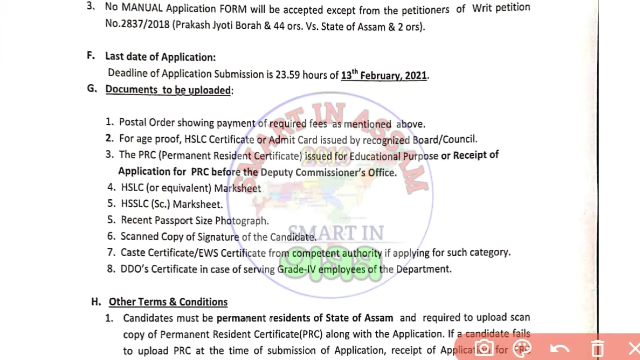 3. No MANUAL Application FORM will be accepted except from the petitioners of Writ petition
No.2837/2018 (Prakash Jyoti Borah & 44 ors. Vs. State of Assam & 2 ors).
F. Last date of Application:
Deadline of Application Submission is 23.59 hours of 13th February, 2021.
G. Documents to be uploaded:
1. Postal Order showing payment of required fees as mentioned above.
2. For age proof, HSLC Certificate or Admit Card issued by recognized Board/Council.
3. The PRC (Permanent Resident Certificate) issued for Educational Purpose or Receipt of
Application for PRC before the Deputy Commissioner's Office.
4. HSLC (or equivalent) Marksheet
5. HSSLC (Sc.) Marksheet.
5. Recent Passport Size Photograph.
6. Scanned Copy of Signature of the Candidate.
7. Caste Certificate/EWS Certificate from competent authority if applying for such category.
8. DDO's Certificate in case of serving Grade-IV employees of the Department.
H. Other Terms & Conditions
1. Candidates must be permanent residents of State of Assam and required to upload scan
copy of Permanent Resident Certificate(PRC) along with the Application. If a candidate fails
to upload PRC at the time of submission of Application, receipt of Application for
SMART IN ASSAM
2019
SMART IN
অসম